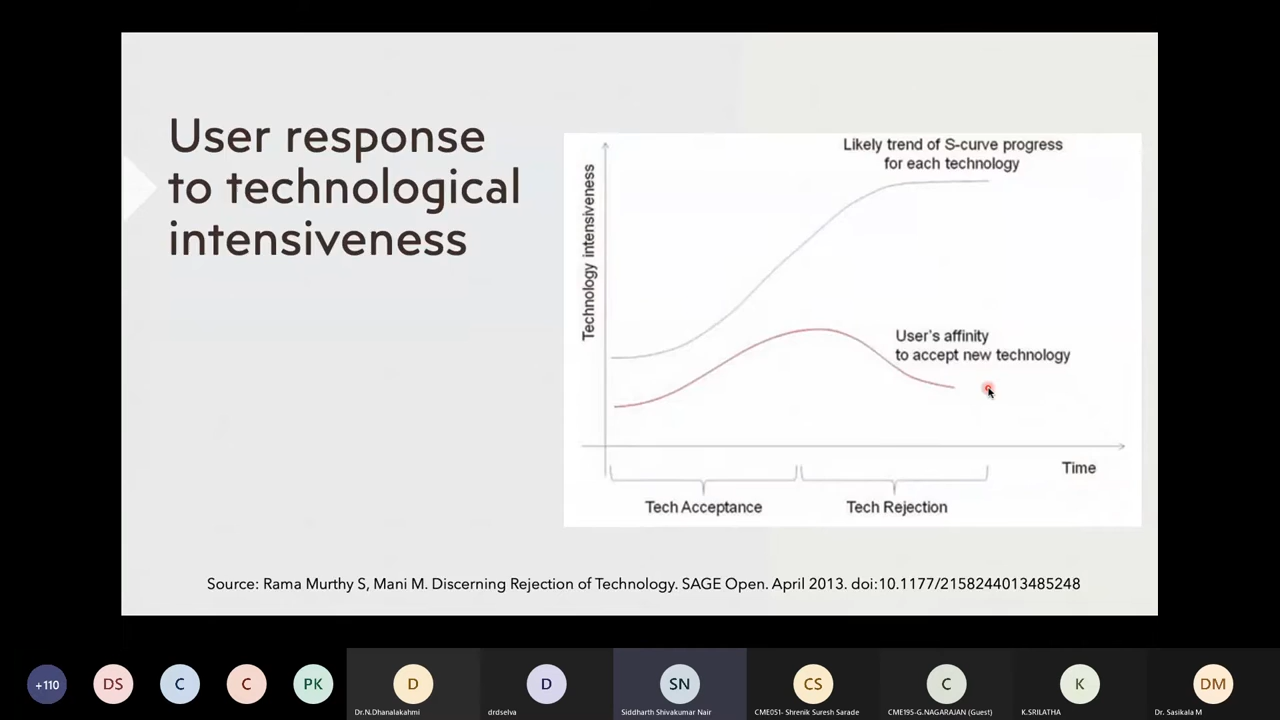 User response
to technological
intensiveness
Likely trend of S-curve progress
for each technology
Technology intensiveness
User's affinity
to accept new technology
Time
Tech Acceptance
Tech Rejection
Source: Rama Murthy S, Mani M. Discerning Rejection of Technology. SAGE Open. April 2013. doi:10.1177/2158244013485248
+110
DS
C
C
PK
D
D
SN
CS
C
K
DM
Dr.N.Dhanalakahmi
drdselva
Siddharth Shivakumar Nair
CME051- Shrenik Suresh Sarade
CME195-G.NAGARAJAN (Guest)
K.SRILATHA
Dr. Sasikala M